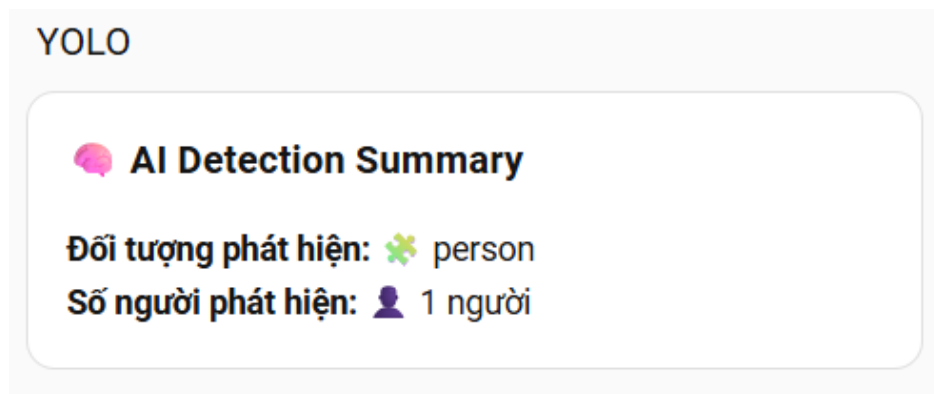 YOLO
🧠 AI Detection Summary
Đối tượng phát hiện: 🧩 person
Số người phát hiện: 👤 1 người